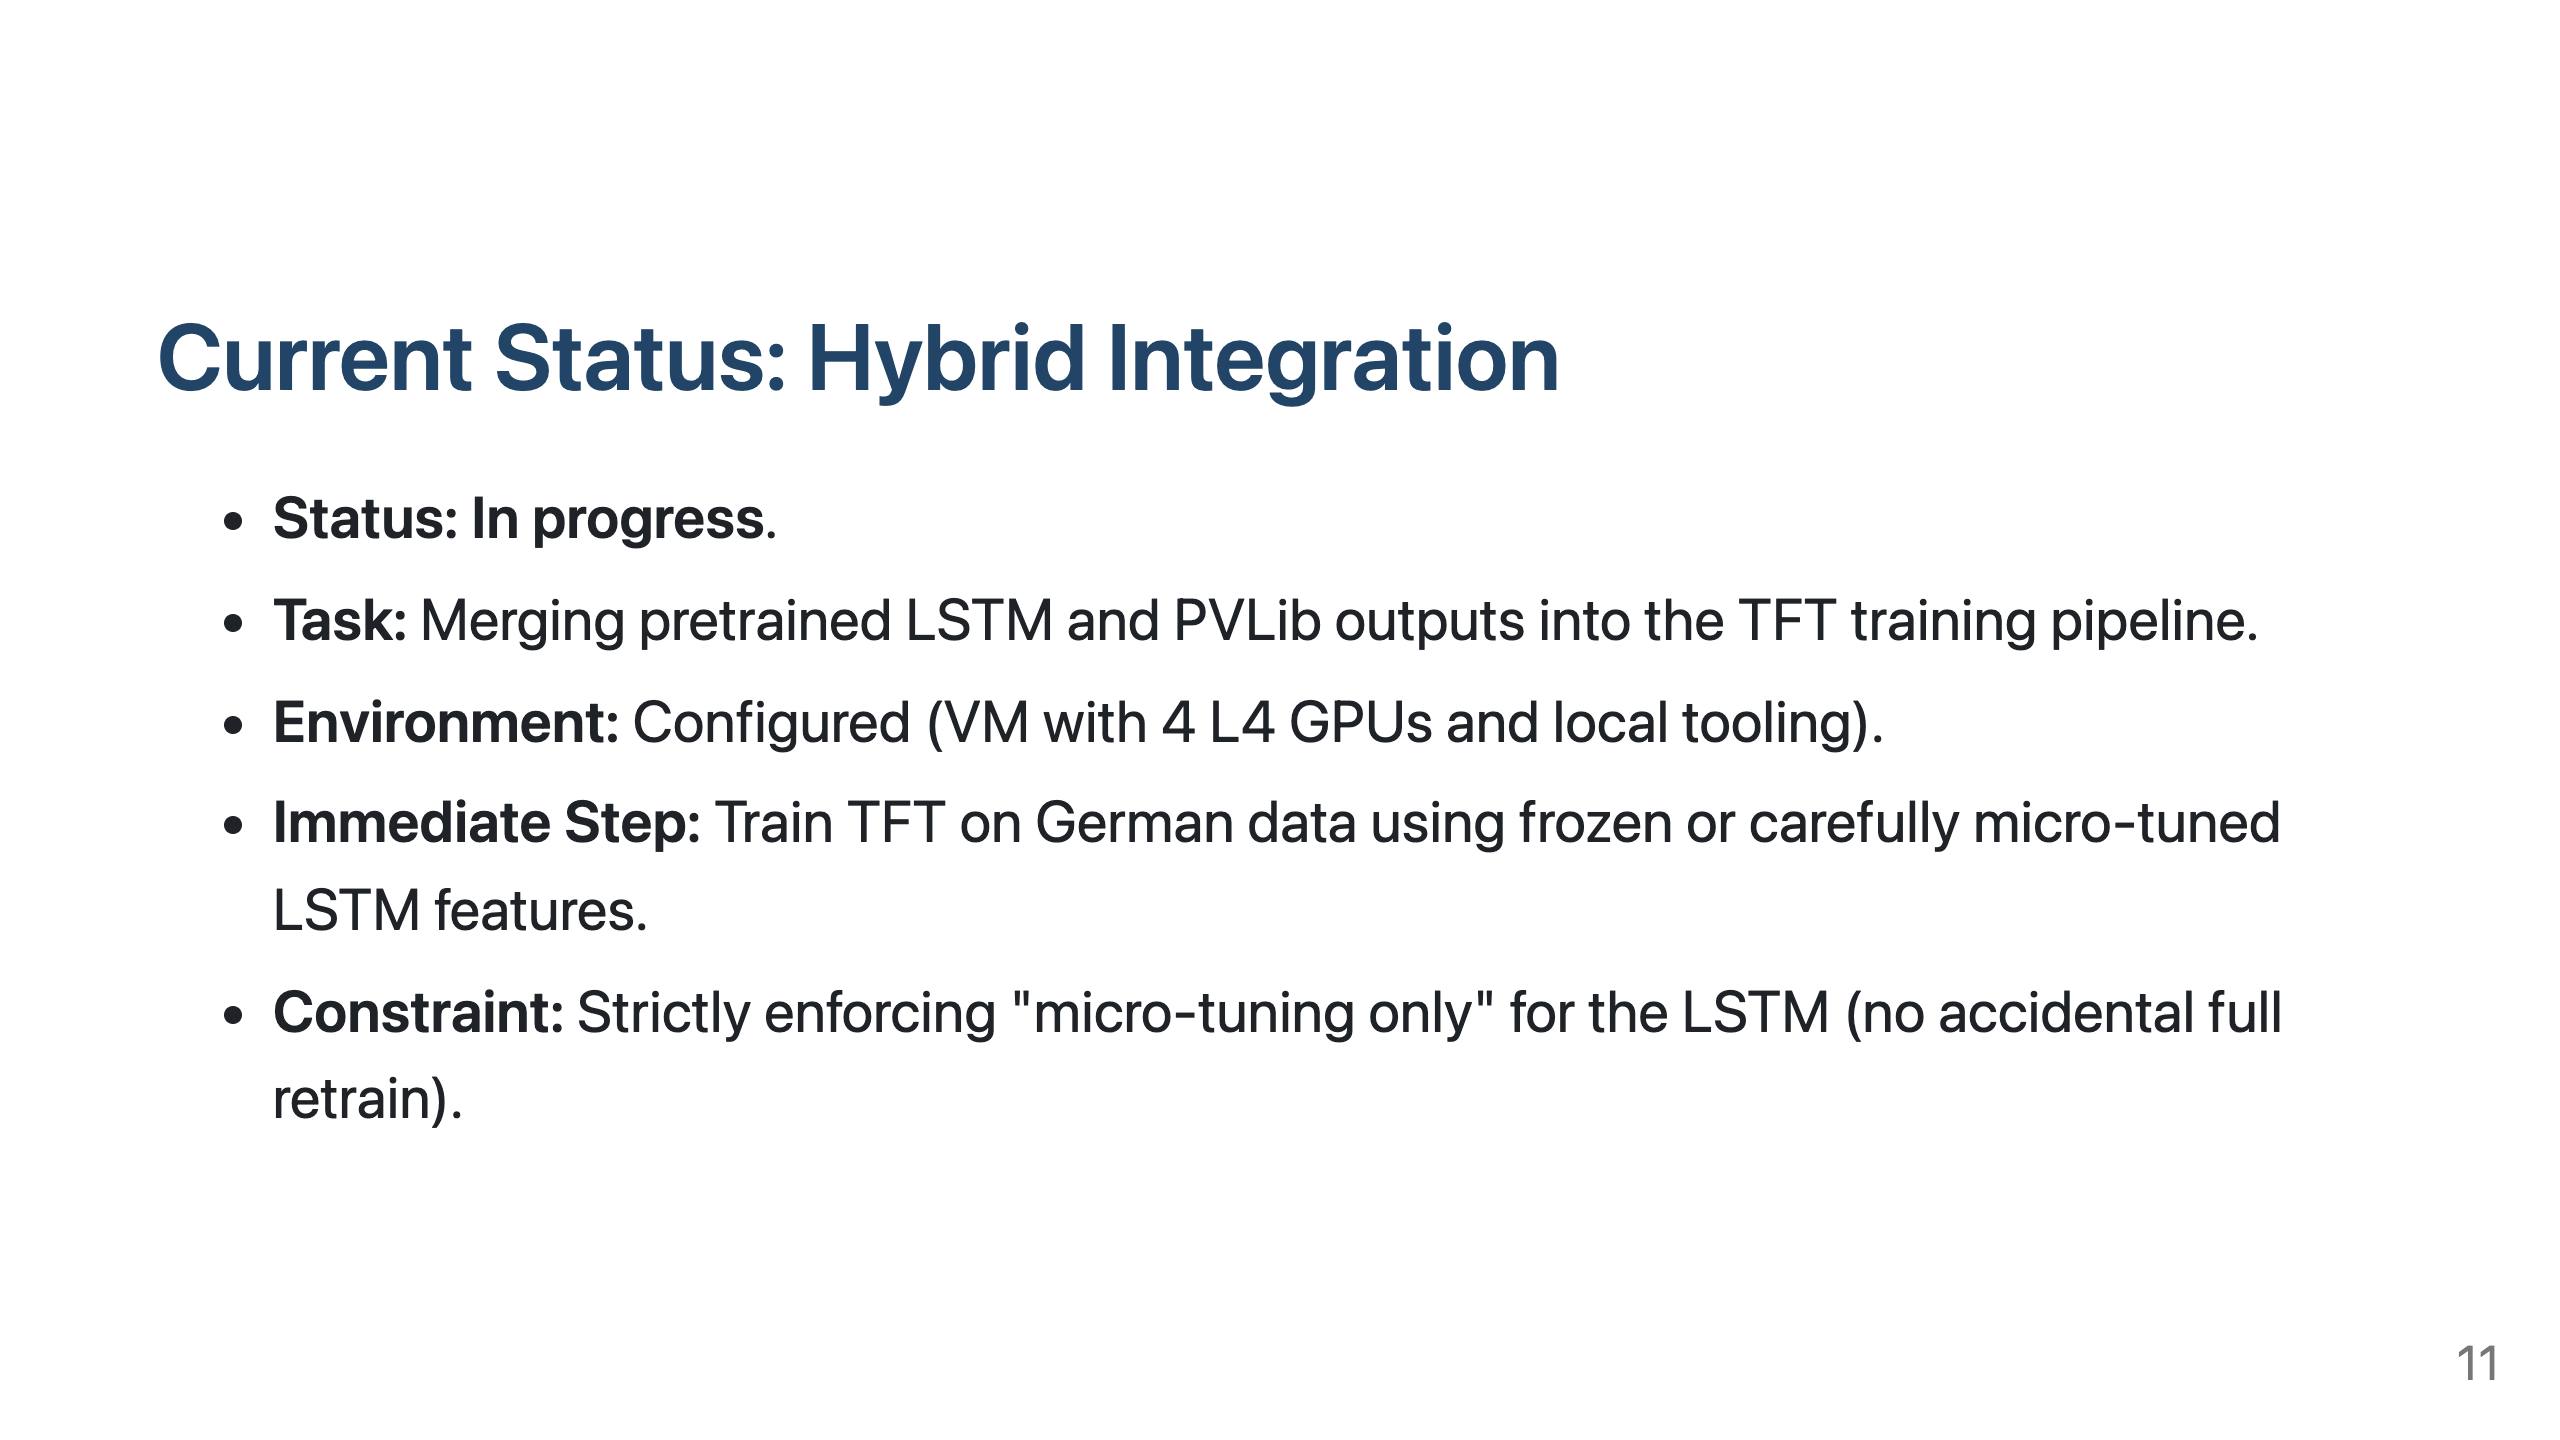 Current Status: Hybrid Integration
• Status: In progress.
• Task: Merging pretrained LSTM and PVLib outputs into the TFT training pipeline.
• Environment: Configured (VM with 4 L4 GPUs and local tooling).
• Immediate Step: Train TFT on German data using frozen or carefully micro-tuned
LSTM features.
• Constraint: Strictly enforcing "micro-tuning only" for the LSTM (no accidental full
retrain).
11